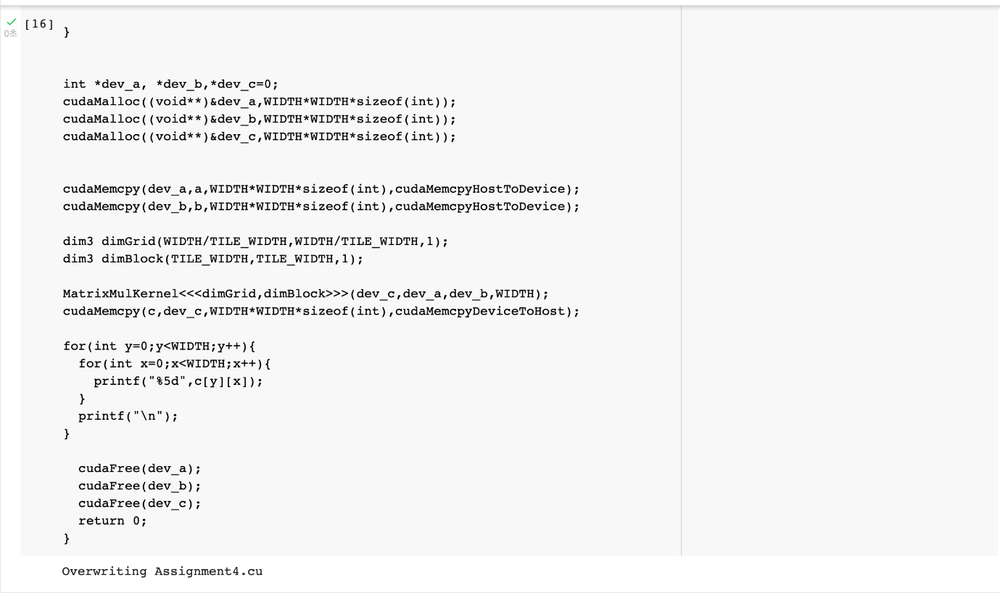 [16]
}
0초
int *dev_a, *dev_b,*dev_c=0;
cudaMalloc((void**)&dev_a,WIDTH*WIDTH*sizeof(int));
cudaMalloc((void**)&dev_b,WIDTH*WIDTH*sizeof(int));
cudaMalloc((void**)&dev_c,WIDTH*WIDTH*sizeof(int));
cudaMemcpy(dev_a,a,WIDTH*WIDTH*sizeof(int),cudaMemcpyHostToDevice);
cudaMemcpy(dev_b,b,WIDTH*WIDTH*sizeof(int),cudaMemcpyHostToDevice);
dim3 dimGrid(WIDTH/TILE_WIDTH,WIDTH/TILE_WIDTH,1);
dim3 dimBlock(TILE_WIDTH,TILE_WIDTH,1);
MatrixMulKernel<<<dimGrid,dimBlock>>>(dev_c,dev_a,dev_b,WIDTH);
cudaMemcpy(c,dev_c,WIDTH*WIDTH*sizeof(int),cudaMemcpyDeviceToHost);
for(int y=0;y<WIDTH;y++){
  for(int x=0;x<WIDTH;x++){
    printf("%5d",c[y][x]);
  }
  printf("\n");
}
  cudaFree(dev_a);
  cudaFree(dev_b);
  cudaFree(dev_c);
  return 0;
}
Overwriting Assignment4.cu